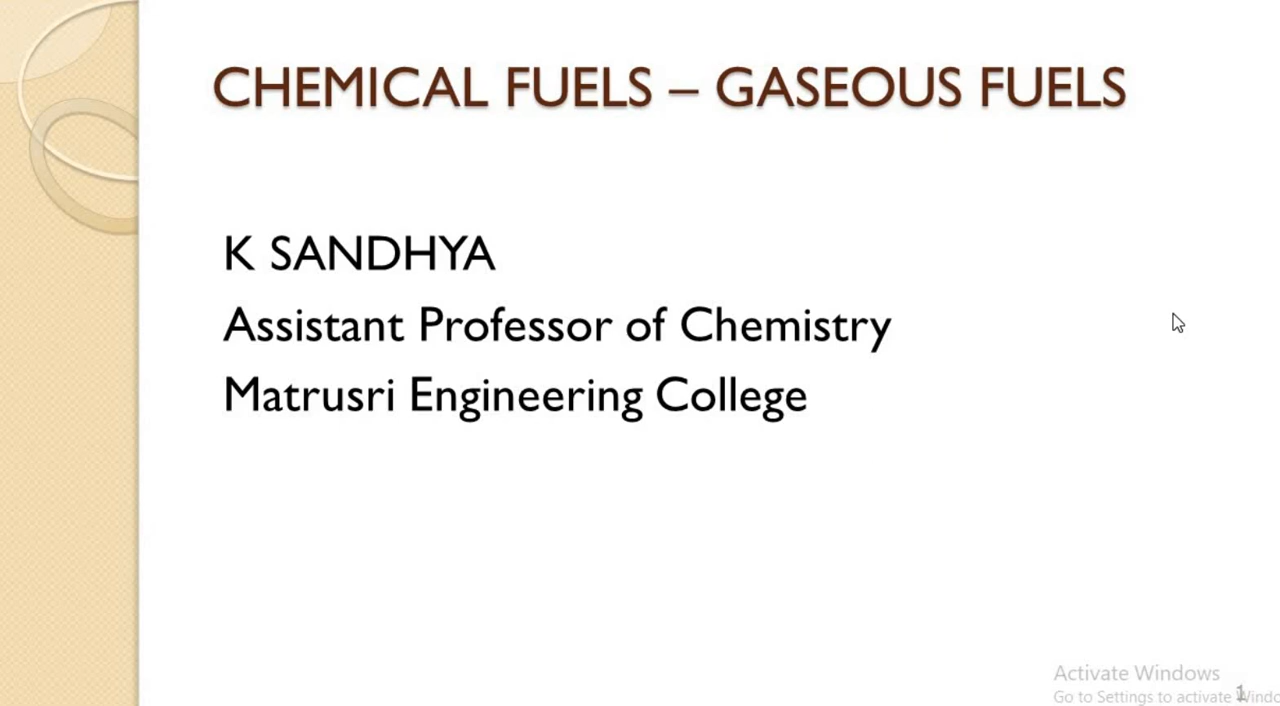 CHEMICAL FUELS – GASEOUS FUELS
K SANDHYA
Assistant Professor of Chemistry
Matrusri Engineering College
Activate Windows
Go to Settings to activate
1